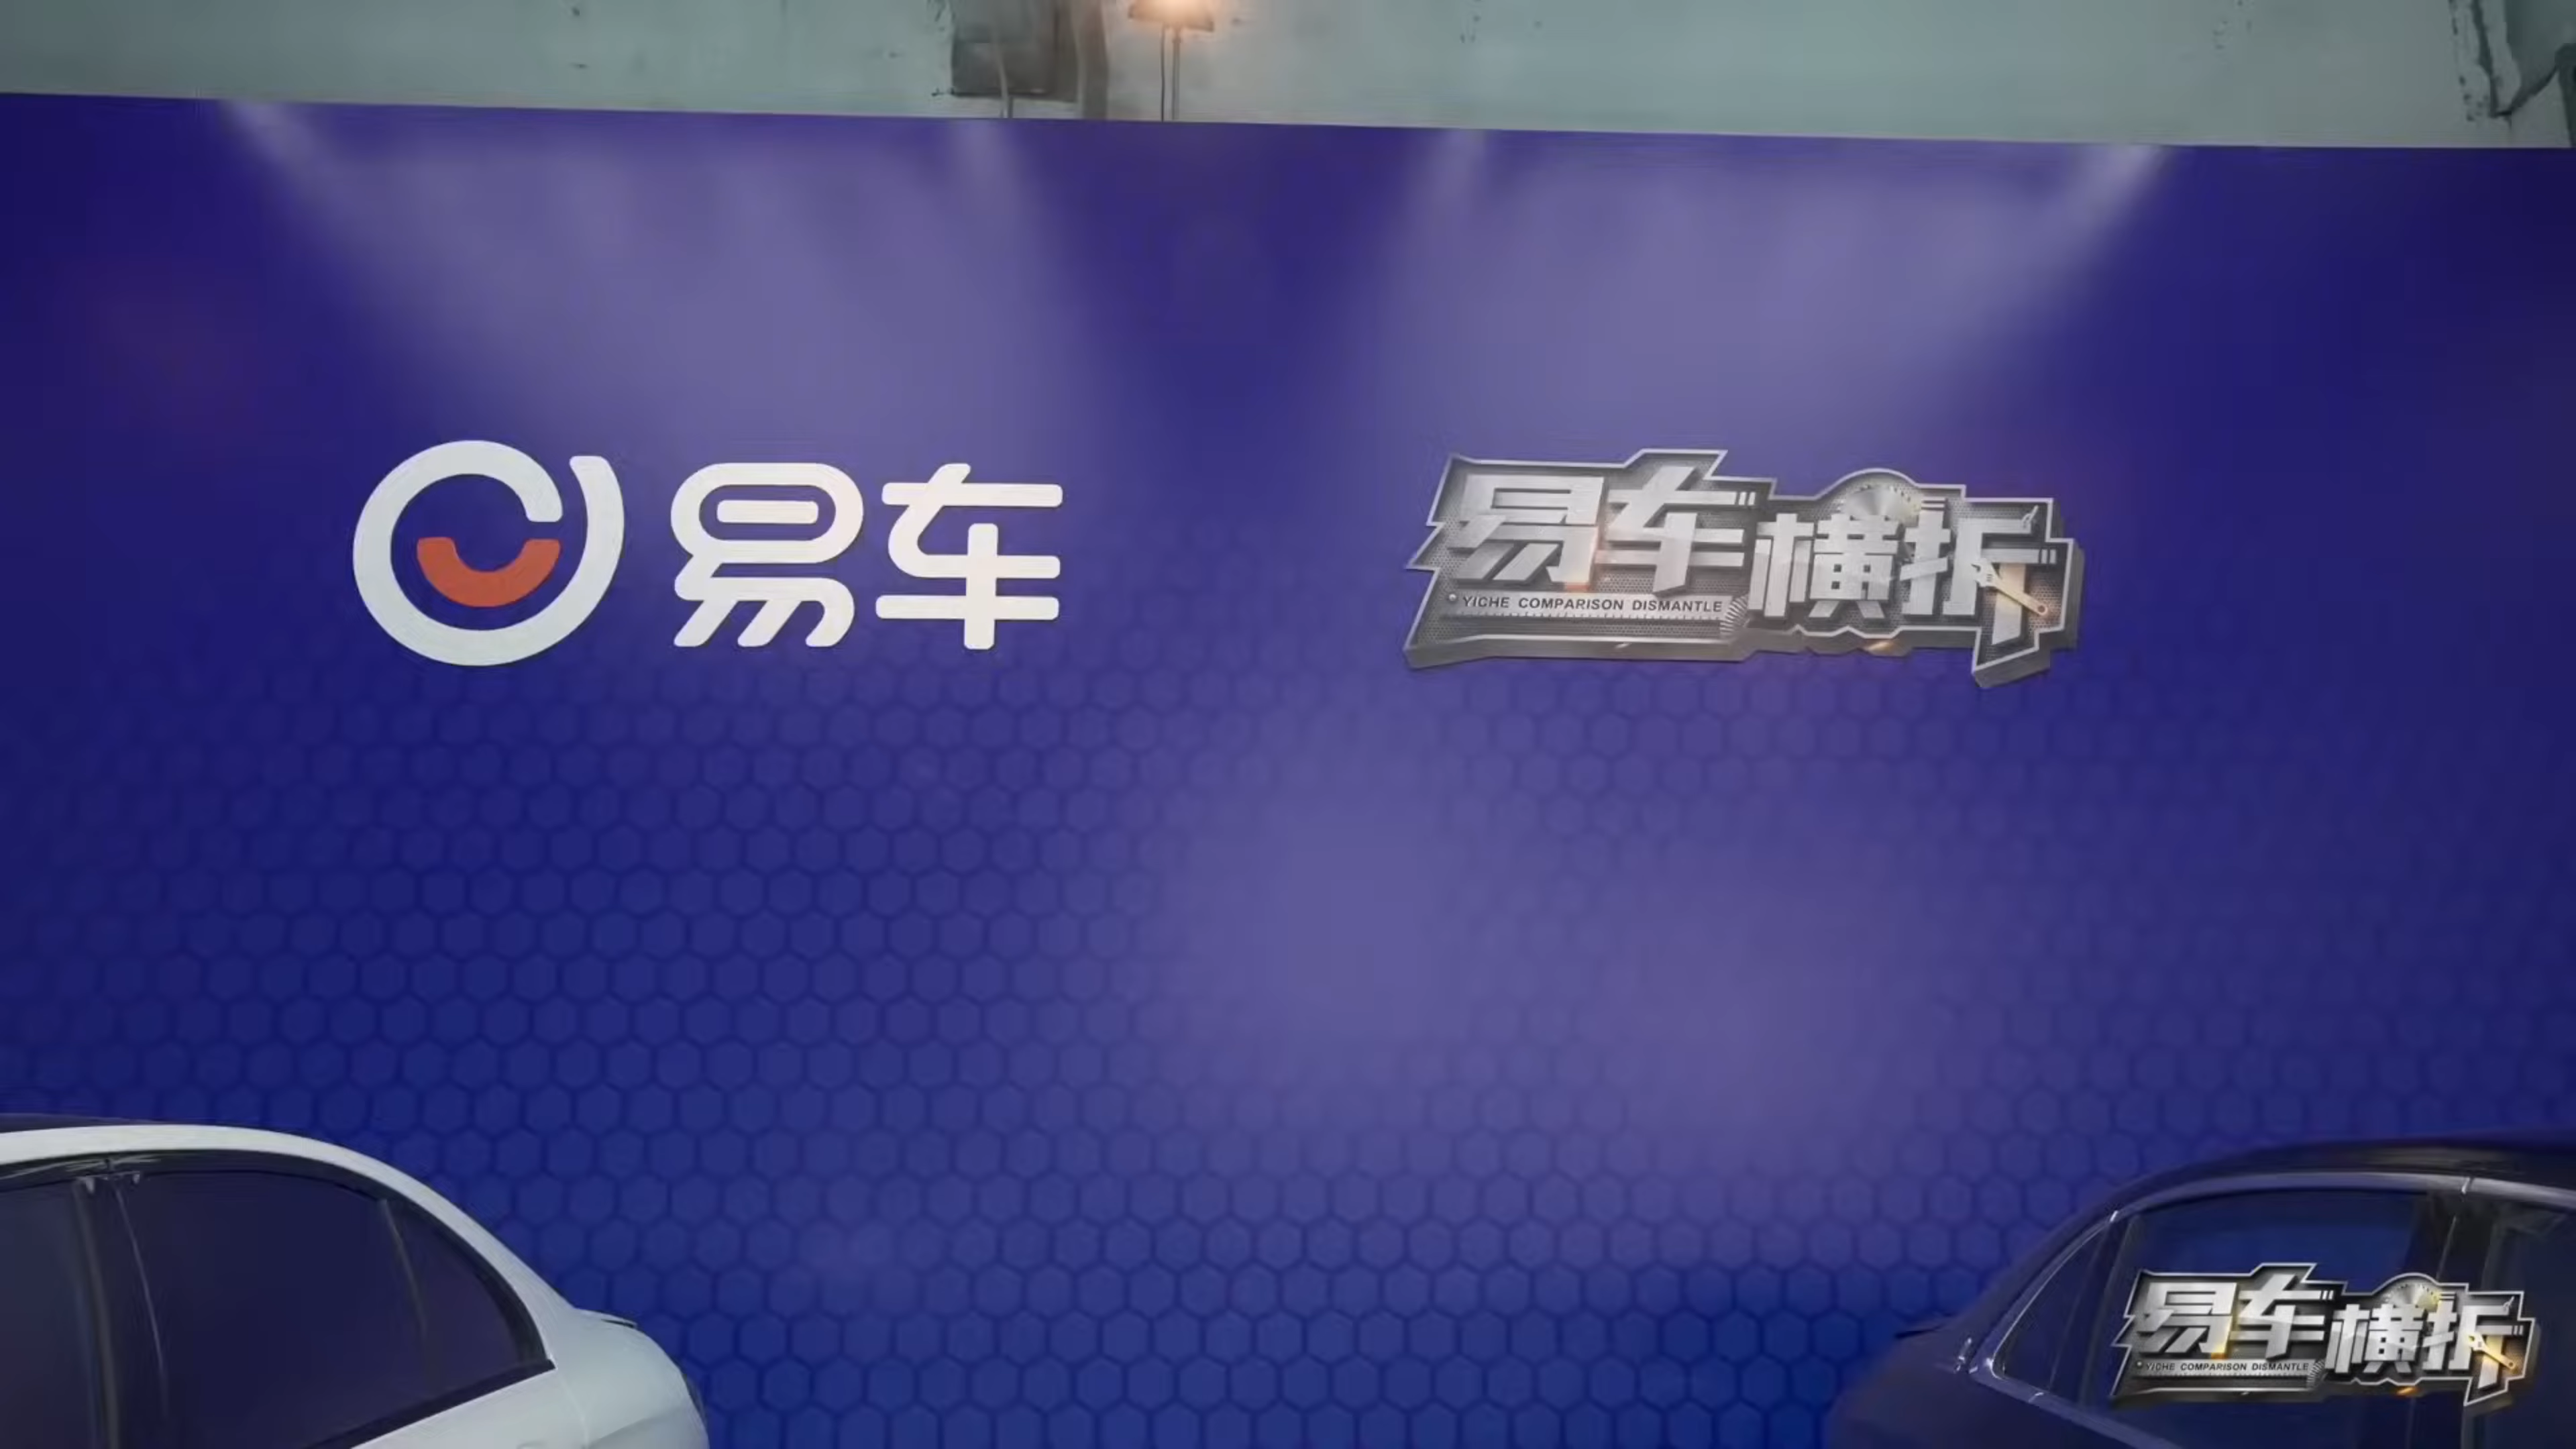 易车
易车横拆
YICHE COMPARISON DISMANTLE
易车横拆
YICHE COMPARISON DISMANTLE